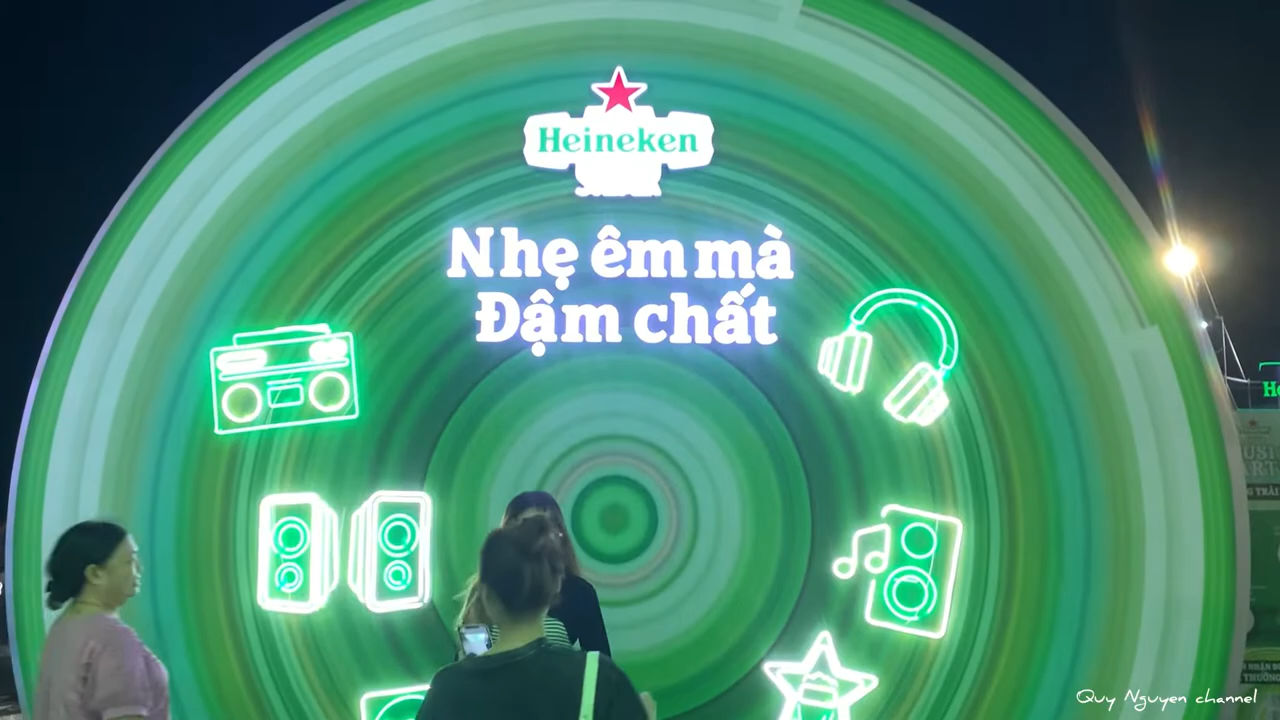 Heineken
Nhẹ êm mà
Đậm chất
Quy Nguyen channel